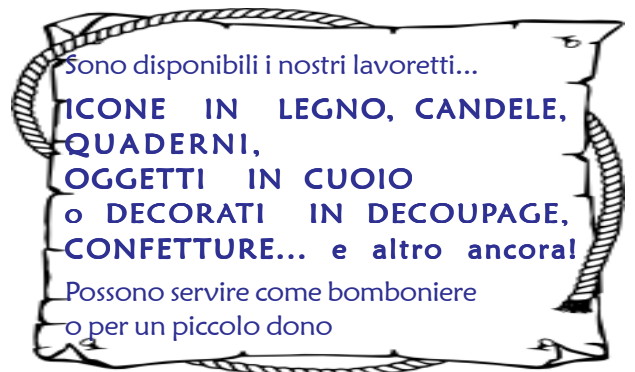 Sono disponibili i nostri lavoretti...
ICONE IN LEGNO, CANDELE,
QUADERNI,
OGGETTI IN CUOIO
o DECORATI IN DECOUPAGE,
CONFETTURE... e altro ancora!
Possono servire come bomboniere
o per un piccolo dono